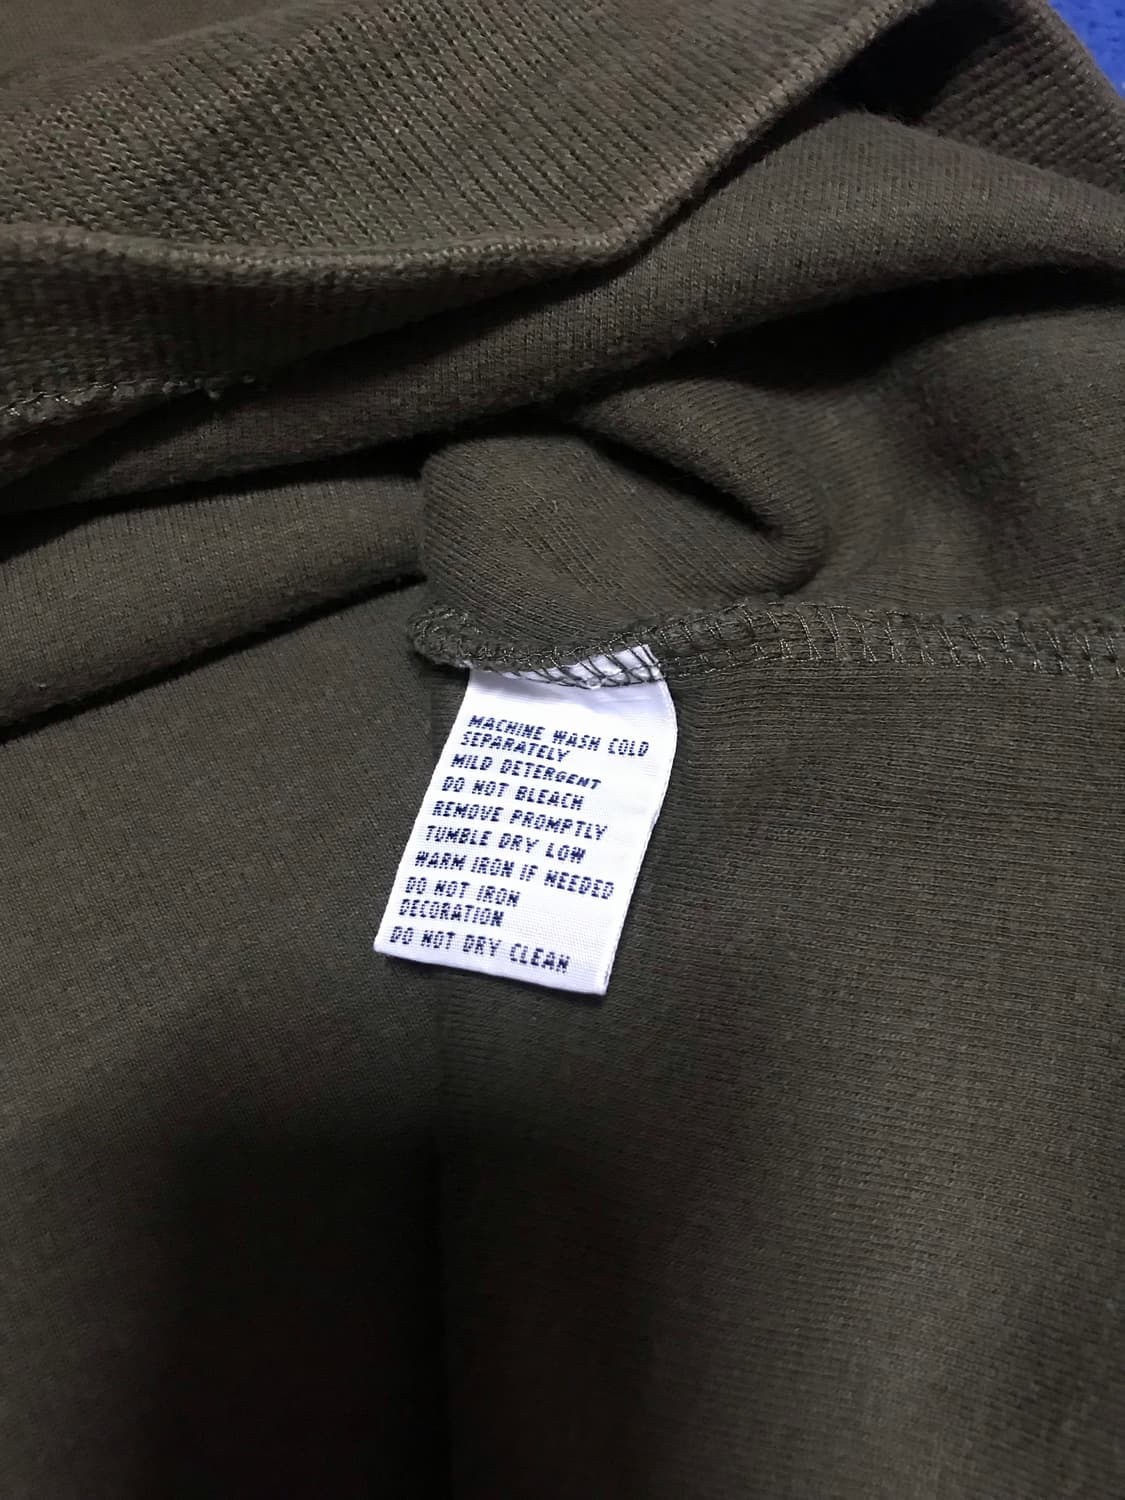 MACHINE WASH COLD
SEPARATELY
MILD DETERGENT
DO NOT BLEACH
REMOVE PROMPTLY
TUMBLE DRY LOW
WARM IRON IF NEEDED
DO NOT IRON
DECORATION
DO NOT DRY CLEAN